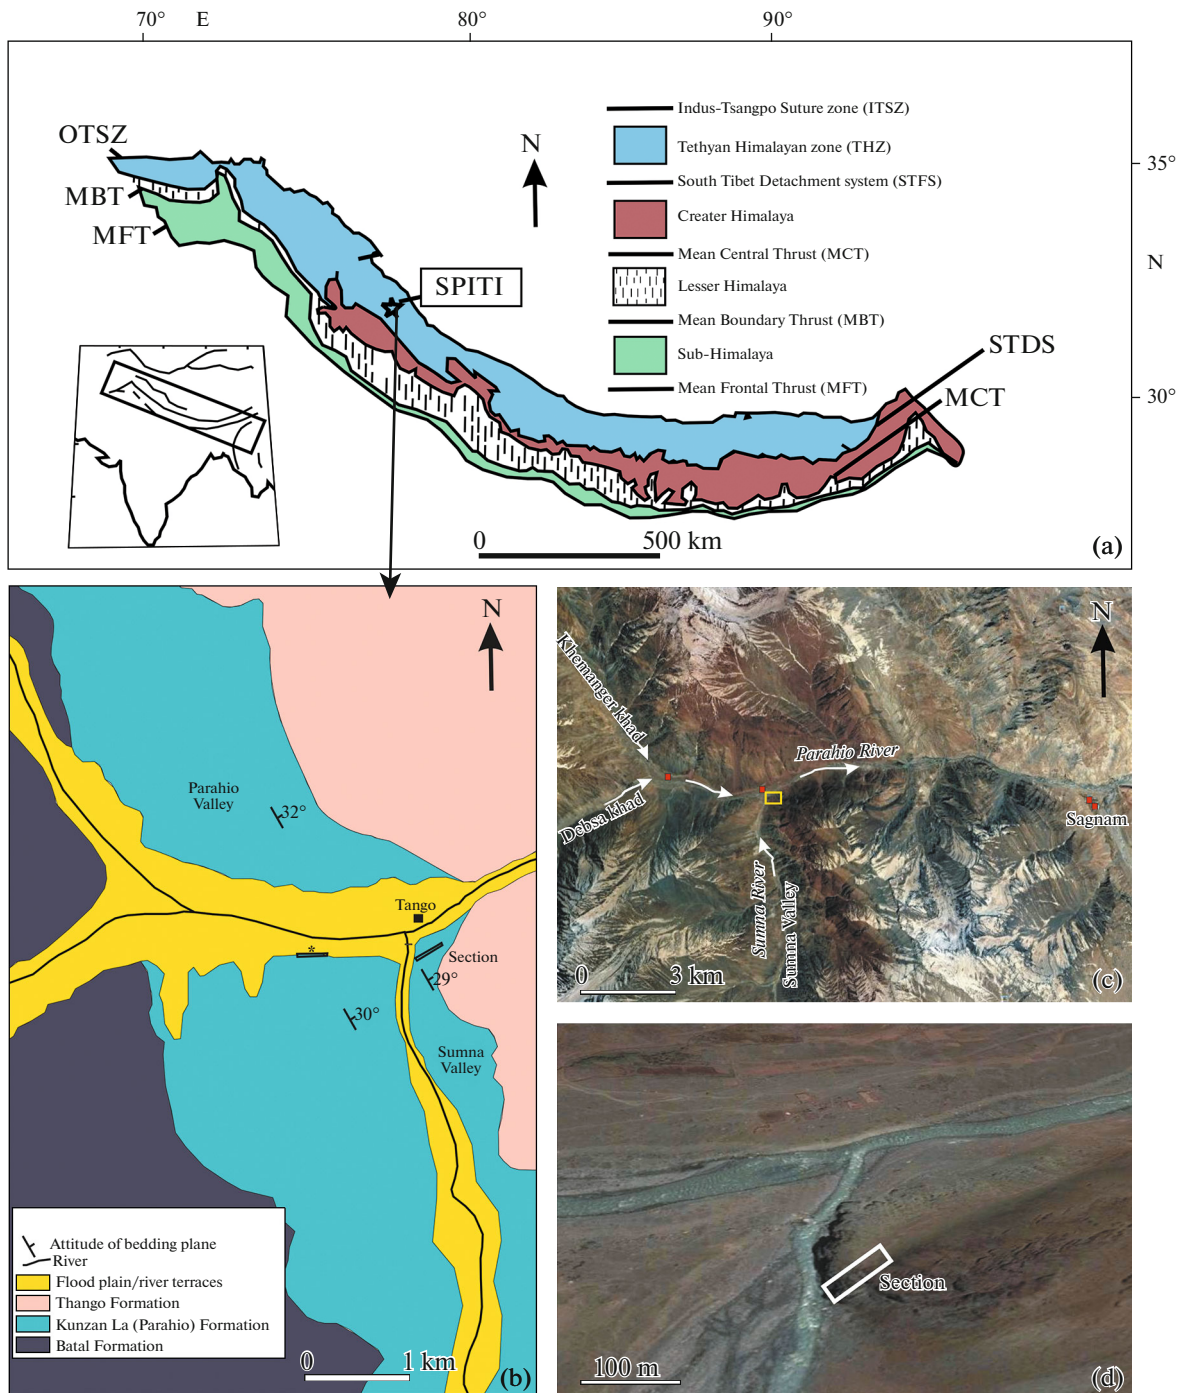 70° E 80° 90°
OTSZ
MBT
MFT
SPITI
N
Indus-Tsangpo Suture zone (ITSZ)
Tethyan Himalayan zone (THZ)
South Tibet Detachment system (STFS)
Creater Himalaya
Mean Central Thrust (MCT)
Lesser Himalaya
Mean Boundary Thrust (MBT)
Sub-Himalaya
Mean Frontal Thrust (MFT)
STDS
MCT
35°
N
30°
0 500 km
(a)
N
Parahio
Valley
32°
Tango
*
Section
29°
30°
Sumna
Valley
Attitude of bedding plane
River
Flood plain/river terraces
Thango Formation
Kunzan La (Parahio) Formation
Batal Formation
0 1 km
(b)
N
Khemanger khad
Parahio River
Debsa khad
Sagnam
Sumna River
Sumna Valley
0 3 km
(c)
Section
100 m
(d)